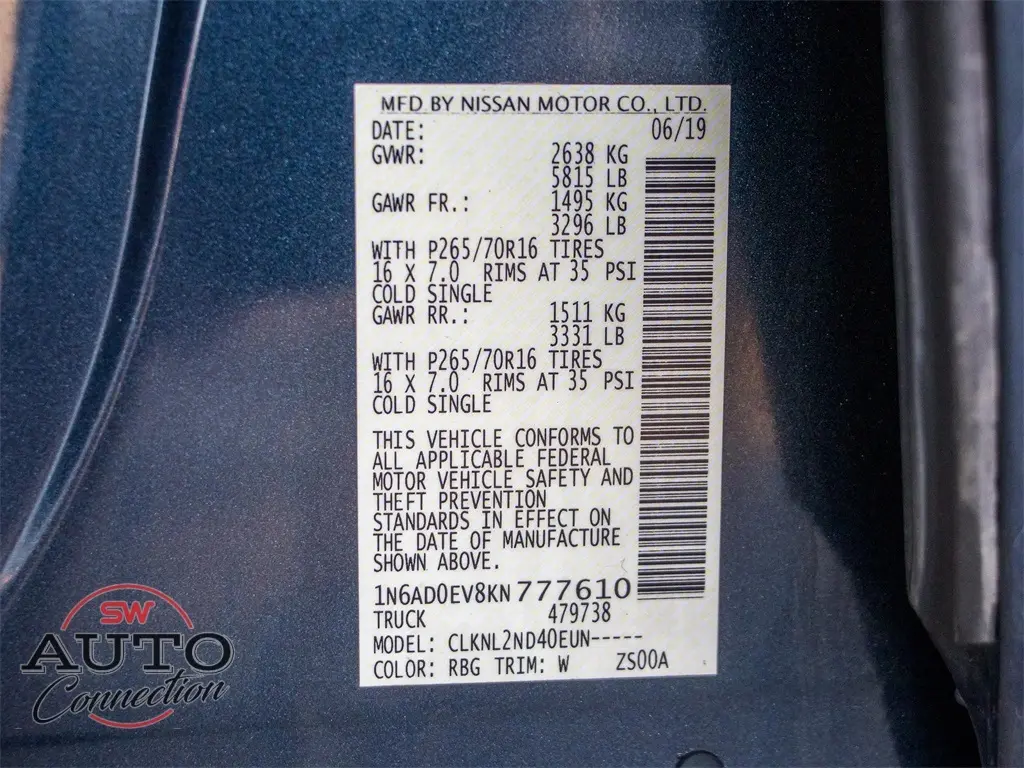 MFD BY NISSAN MOTOR CO., LTD.
DATE: 06/19
GVWR: 2638 KG
5815 LB
GAWR FR.: 1495 KG
3296 LB
WITH P265/70R16 TIRES
16 X 7.0 RIMS AT 35 PSI
COLD SINGLE
GAWR RR.: 1511 KG
3331 LB
WITH P265/70R16 TIRES
16 X 7.0 RIMS AT 35 PSI
COLD SINGLE
THIS VEHICLE CONFORMS TO
ALL APPLICABLE FEDERAL
MOTOR VEHICLE SAFETY AND
THEFT PREVENTION
STANDARDS IN EFFECT ON
THE DATE OF MANUFACTURE
SHOWN ABOVE.
1N6AD0EV8KN777610
TRUCK 479738
MODEL: CLKNL2ND40EUN-----
COLOR: RBG TRIM: W ZS00A
SW
AUTO
Connection